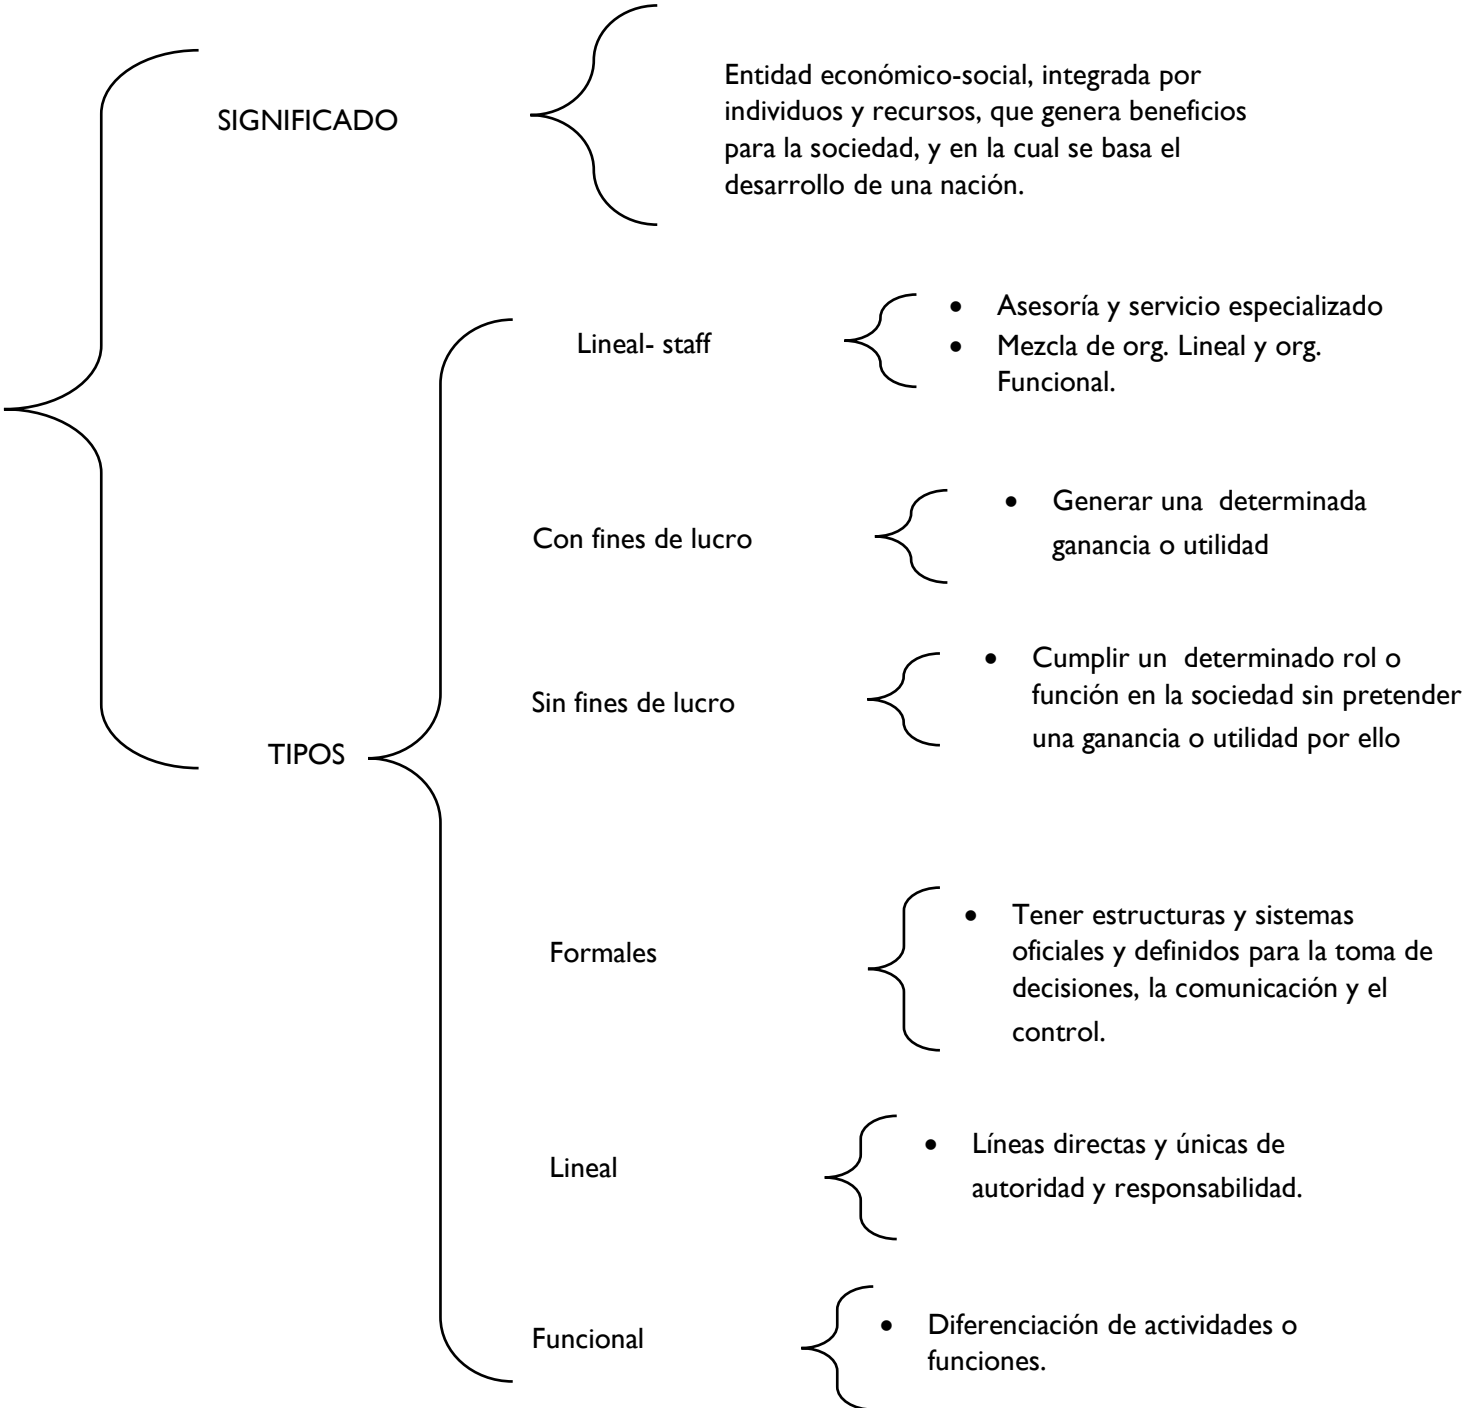 SIGNIFICADO
Entidad económico-social, integrada por
individuos y recursos, que genera beneficios
para la sociedad, y en la cual se basa el
desarrollo de una nación.
TIPOS
Lineal- staff
• Asesoría y servicio especializado
• Mezcla de org. Lineal y org.
Funcional.
Con fines de lucro
• Generar una  determinada
ganancia o utilidad
Sin fines de lucro
• Cumplir un  determinado rol o
función en la sociedad sin pretender
una ganancia o utilidad por ello
Formales
• Tener estructuras y sistemas
oficiales y definidos para la toma de
decisiones, la comunicación y el
control.
Lineal
• Líneas directas y únicas de
autoridad y responsabilidad.
Funcional
• Diferenciación de actividades o
funciones.